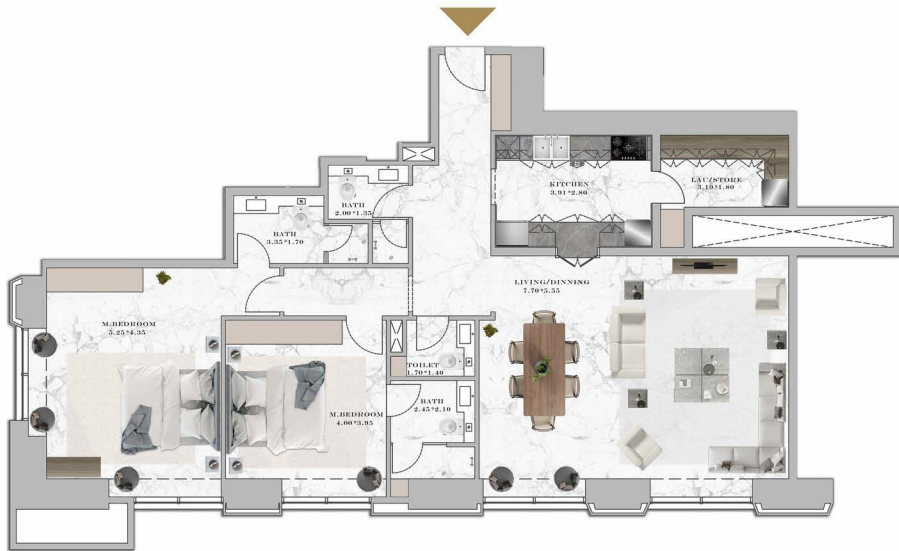 KITCHEN
3.91*2.80
LAU/STORE
3.19*1.80
BATH
2.00*1.35
BATH
3.35*1.70
LIVING/DINNING
7.70*5.55
M.BEDROOM
5.25*4.35
TOILET
1.70*1.40
BATH
2.45*2.10
M.BEDROOM
4.00*3.95